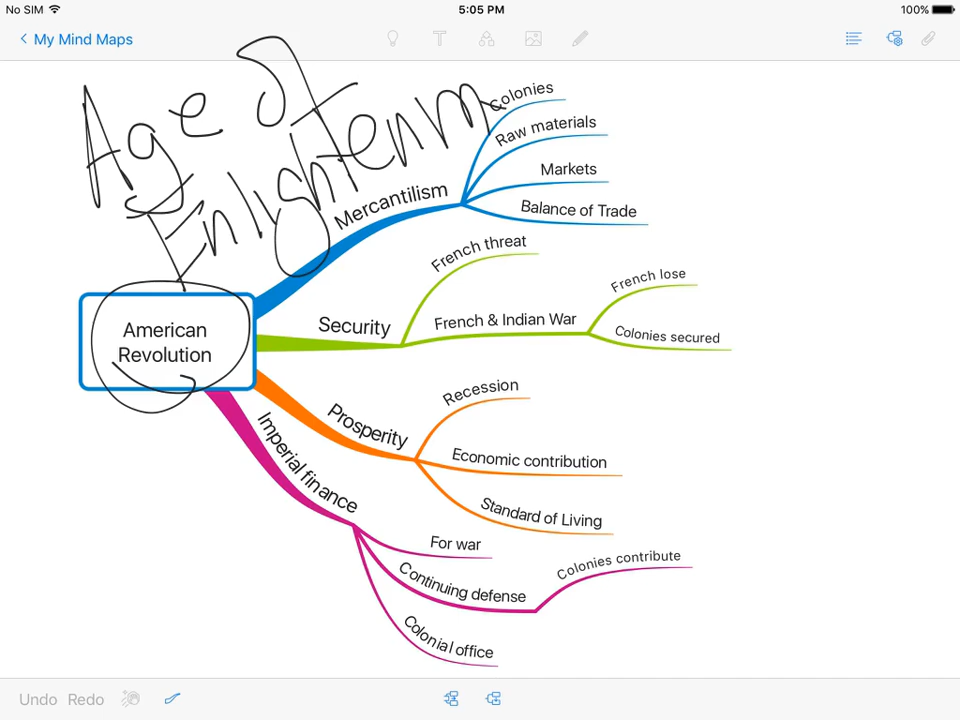 No SIM 5:05 PM 100%
My Mind Maps
Age of
Enlightenm
Colonies
Raw materials
Markets
Balance of Trade
Mercantilism
French threat
French lose
Security
French & Indian War
Colonies secured
American
Revolution
Recession
Prosperity
Economic contribution
Standard of Living
Imperial finance
For war
Colonies contribute
Continuing defense
Colonial office
Undo Redo